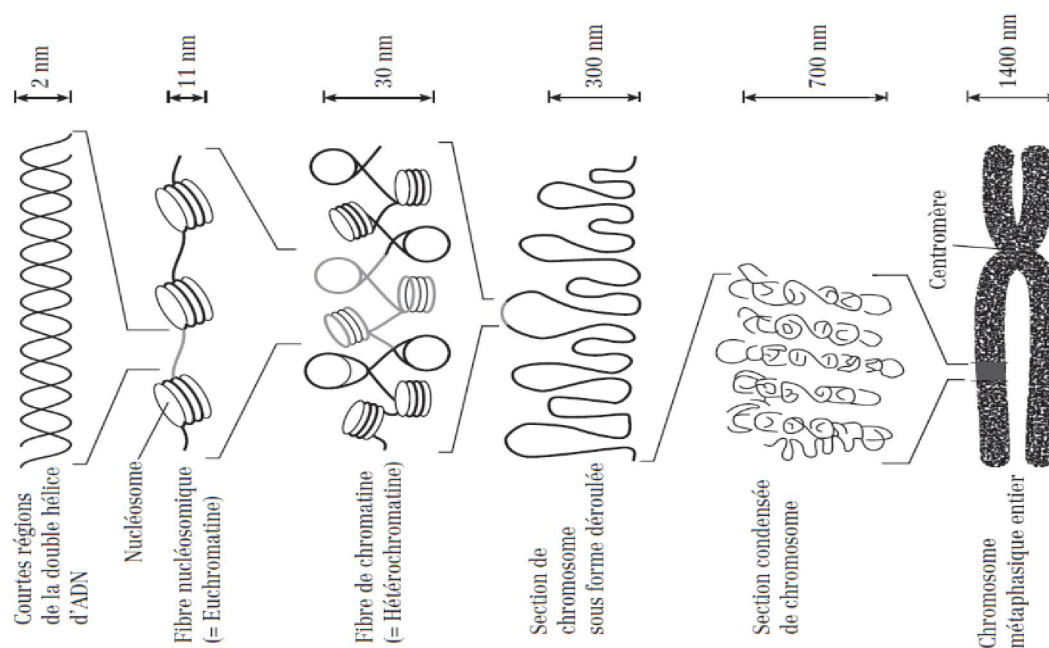 Courtes régions
de la double hélice
d'ADN
2 nm
Nucléosome
Fibre nucléosomique
(= Euchromatine)
11 nm
Fibre de chromatine
(= Hétérochromatine)
30 nm
Section de
chromosome
sous forme déroulée
300 nm
Section condensée
de chromosome
700 nm
Centromère
Chromosome
métaphasique entier
1400 nm